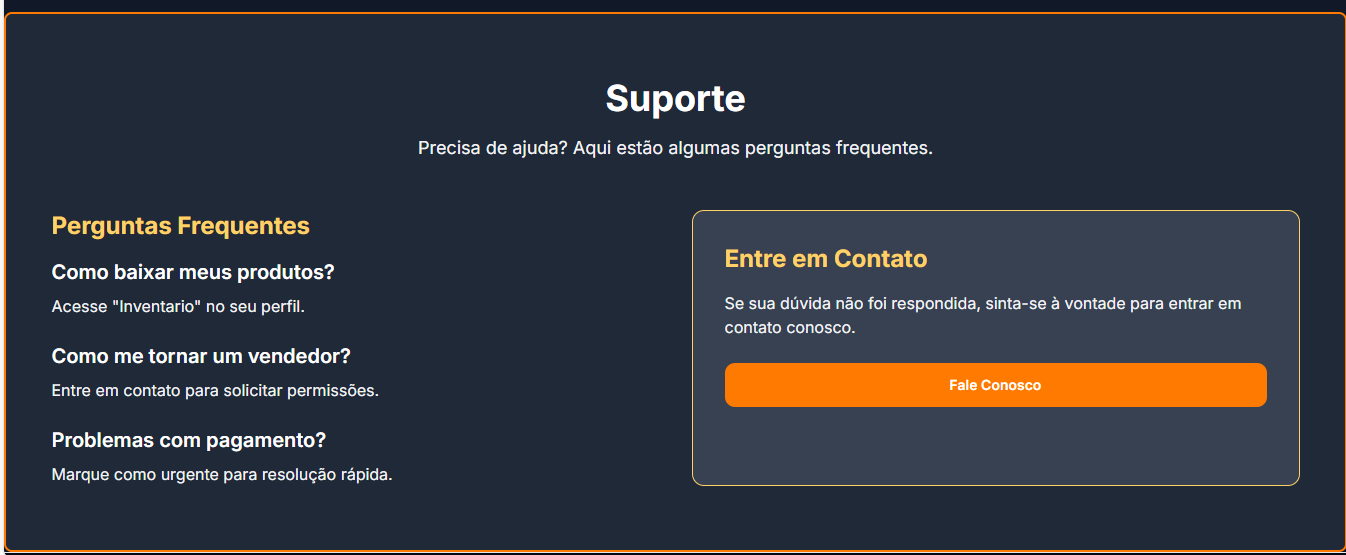 Suporte
Precisa de ajuda? Aqui estão algumas perguntas frequentes.
Perguntas Frequentes
Como baixar meus produtos?
Acesse "Inventario" no seu perfil.
Como me tornar um vendedor?
Entre em contato para solicitar permissões.
Problemas com pagamento?
Marque como urgente para resolução rápida.
Entre em Contato
Se sua dúvida não foi respondida, sinta-se à vontade para entrar em
contato conosco.
Fale Conosco